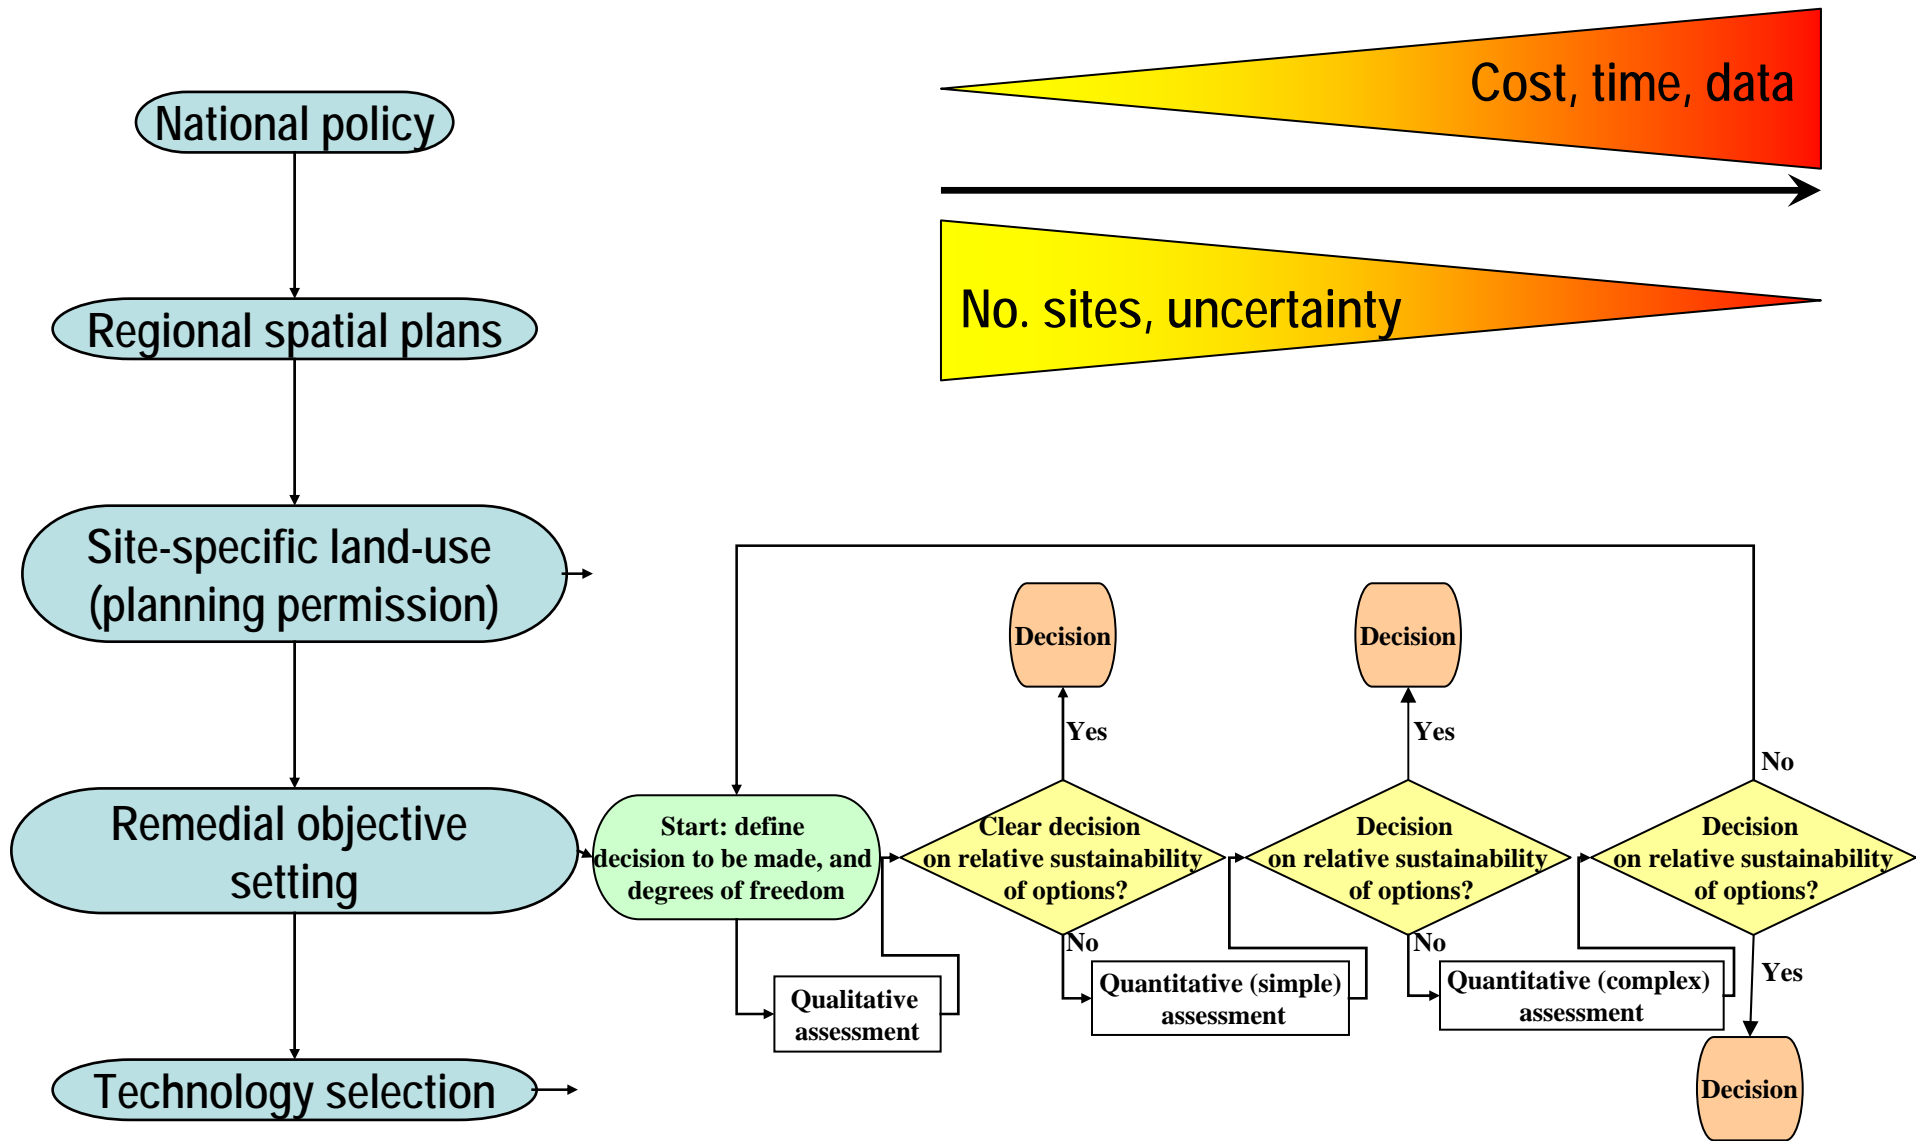 National policy
Regional spatial plans
Site-specific land-use
(planning permission)
Remedial objective
setting
Technology selection
Cost, time, data
No. sites, uncertainty
Start: define
decision to be made, and
degrees of freedom
Qualitative
assessment
Decision
Yes
Clear decision
on relative sustainability
of options?
No
Quantitative (simple)
assessment
Decision
Yes
Decision
on relative sustainability
of options?
No
Quantitative (complex)
assessment
No
Decision
on relative sustainability
of options?
Yes
Decision